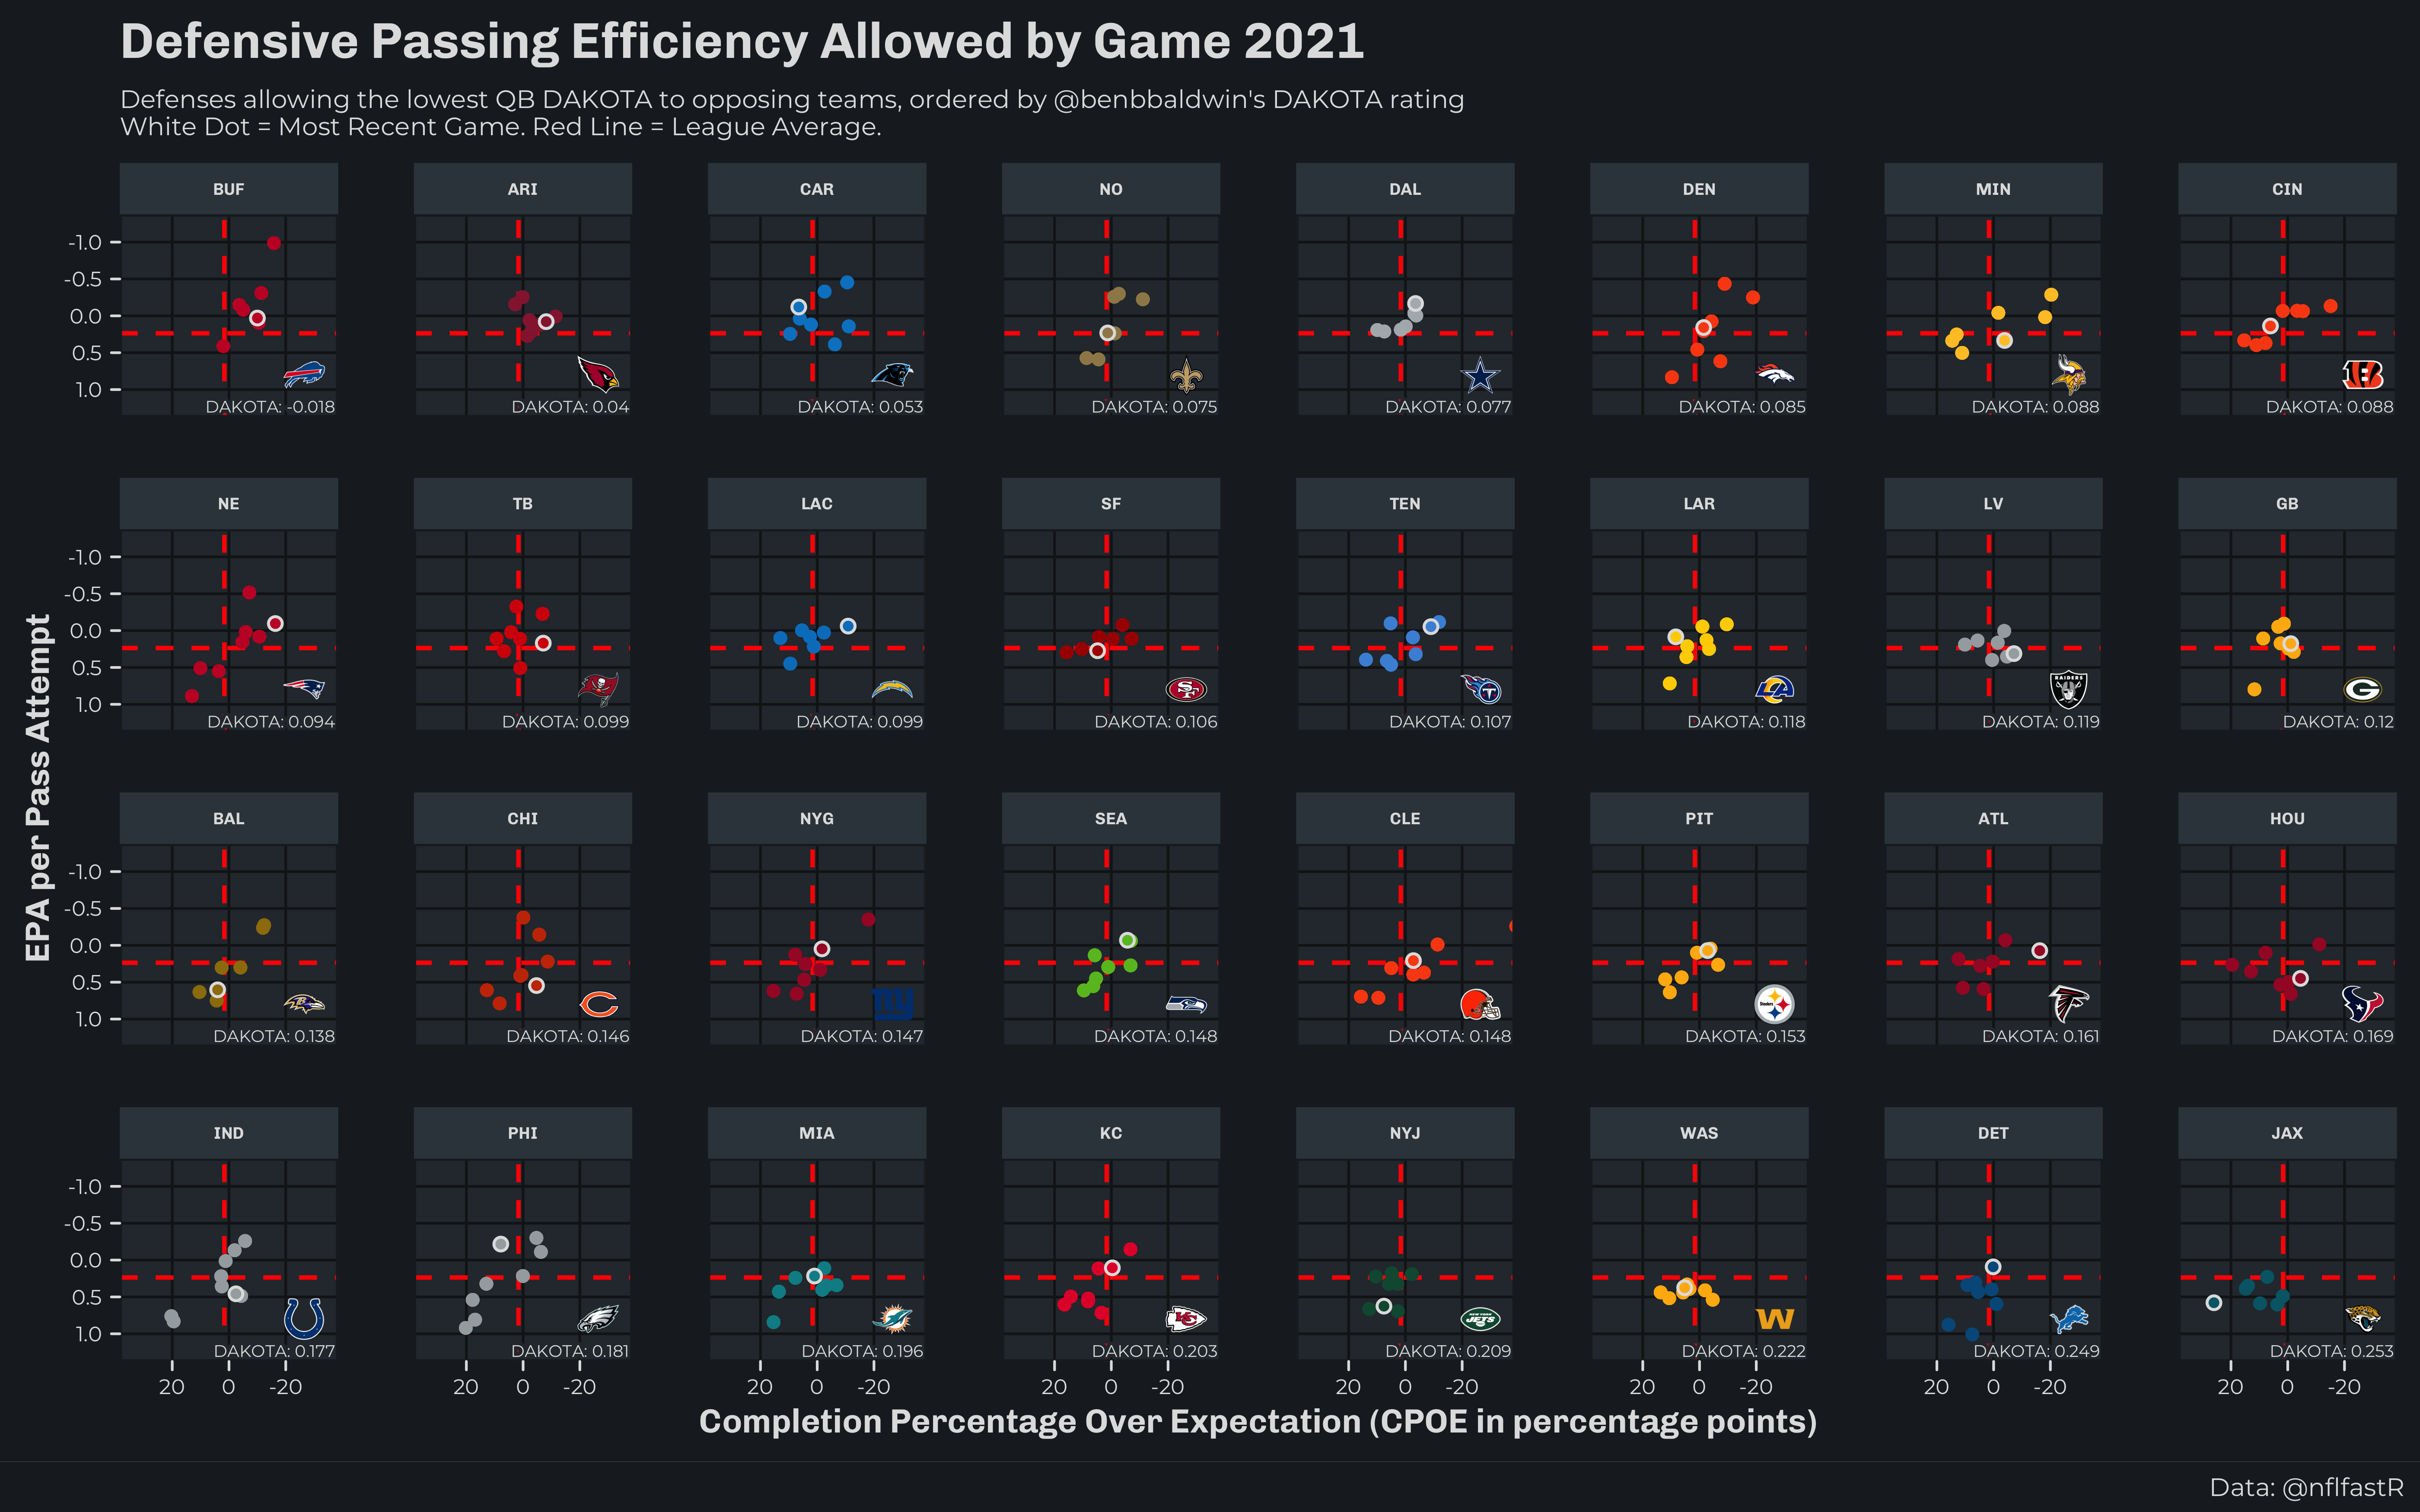 Defensive Passing Efficiency Allowed by Game 2021
Defenses allowing the lowest QB DAKOTA to opposing teams, ordered by @benbbaldwin's DAKOTA rating
White Dot = Most Recent Game. Red Line = League Average.
BUF ARI CAR NO DAL DEN MIN CIN
-1.0
-0.5
0.0
0.5
1.0
DAKOTA: -0.018 DAKOTA: 0.04 DAKOTA: 0.053 DAKOTA: 0.075 DAKOTA: 0.077 DAKOTA: 0.085 DAKOTA: 0.088 DAKOTA: 0.088
NE TB LAC SF TEN LAR LV GB
-1.0
-0.5
0.0
0.5
RAIDERS
1.0
DAKOTA: 0.094 DAKOTA: 0.099 DAKOTA: 0.099 DAKOTA: 0.106 DAKOTA: 0.107 DAKOTA: 0.118 DAKOTA: 0.119 DAKOTA: 0.12
BAL CHI NYG SEA CLE PIT ATL HOU
-1.0
-0.5
0.0
0.5
Steelers
1.0
DAKOTA: 0.138 DAKOTA: 0.146 DAKOTA: 0.147 DAKOTA: 0.148 DAKOTA: 0.148 DAKOTA: 0.153 DAKOTA: 0.161 DAKOTA: 0.169
IND PHI MIA KC NYJ WAS DET JAX
-1.0
-0.5
0.0
0.5
NEW YORK
JETS
1.0
DAKOTA: 0.177 DAKOTA: 0.181 DAKOTA: 0.196 DAKOTA: 0.203 DAKOTA: 0.209 DAKOTA: 0.222 DAKOTA: 0.249 DAKOTA: 0.253
20 0 -20 20 0 -20 20 0 -20 20 0 -20 20 0 -20 20 0 -20 20 0 -20 20 0 -20
EPA per Pass Attempt
Completion Percentage Over Expectation (CPOE in percentage points)
Data: @nflfastR